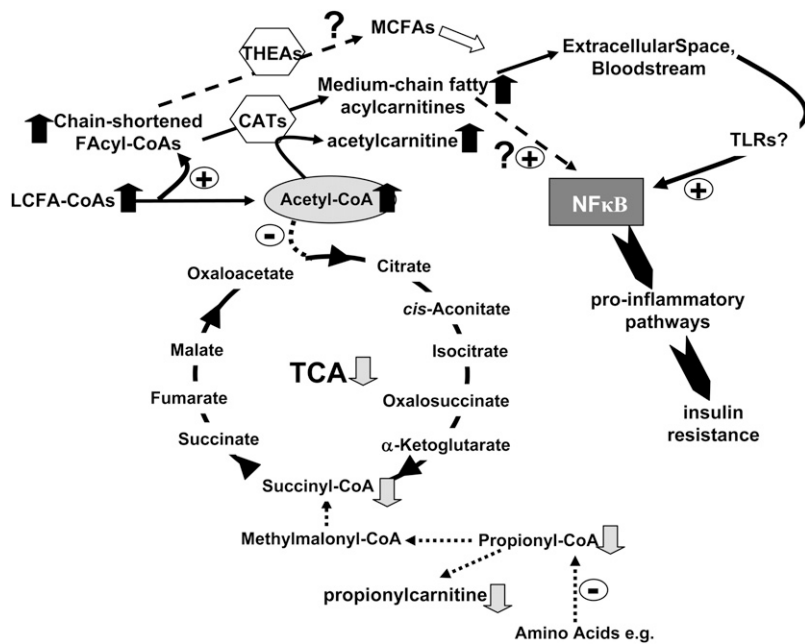 ?
MCFAs
THEAs
ExtracellularSpace,
Bloodstream
Medium-chain fatty
acylcarnitines
Chain-shortened
FAcyl-CoAs
CATs
acetylcarnitine
TLRs?
? +
+
LCFA-CoAs
Acetyl-CoA
+
NFκB
-
Oxaloacetate
Citrate
cis-Aconitate
pro-inflammatory
pathways
Malate
Isocitrate
TCA
Fumarate
Oxalosuccinate
insulin
resistance
Succinate
α-Ketoglutarate
Succinyl-CoA
Methylmalonyl-CoA
Propionyl-CoA
propionylcarnitine
-
Amino Acids e.g.